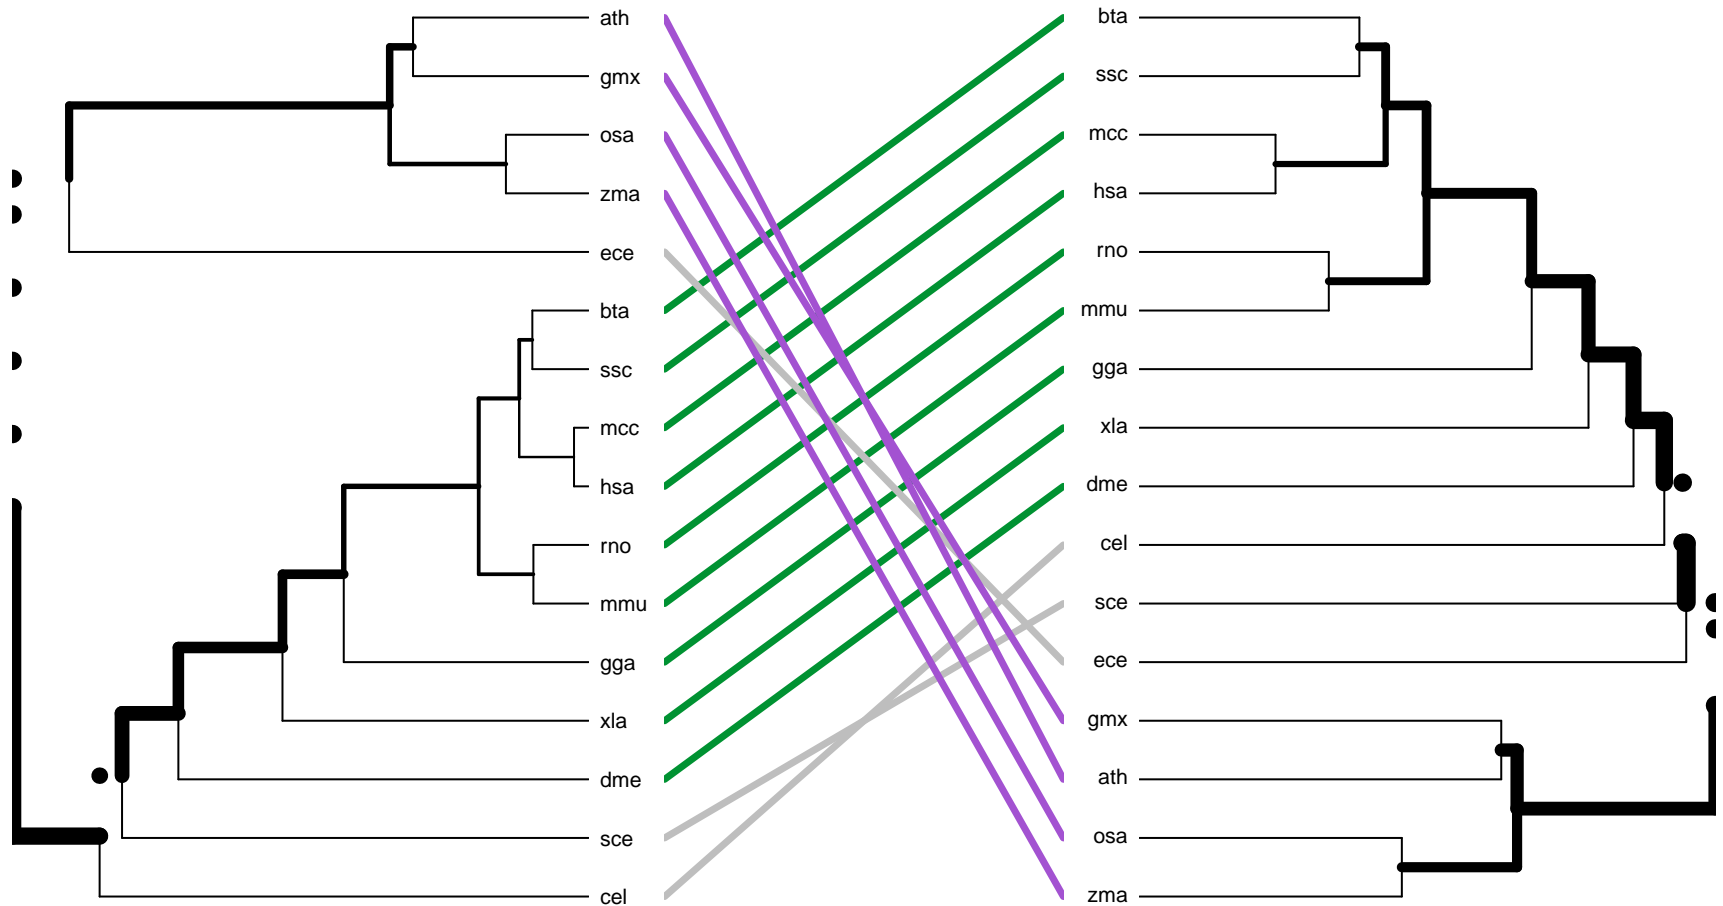 ath
gmx
osa
zma
ece
bta
ssc
mcc
hsa
rno
mmu
gga
xla
dme
sce
cel
bta
ssc
mcc
hsa
rno
mmu
gga
xla
dme
cel
sce
ece
gmx
ath
osa
zma